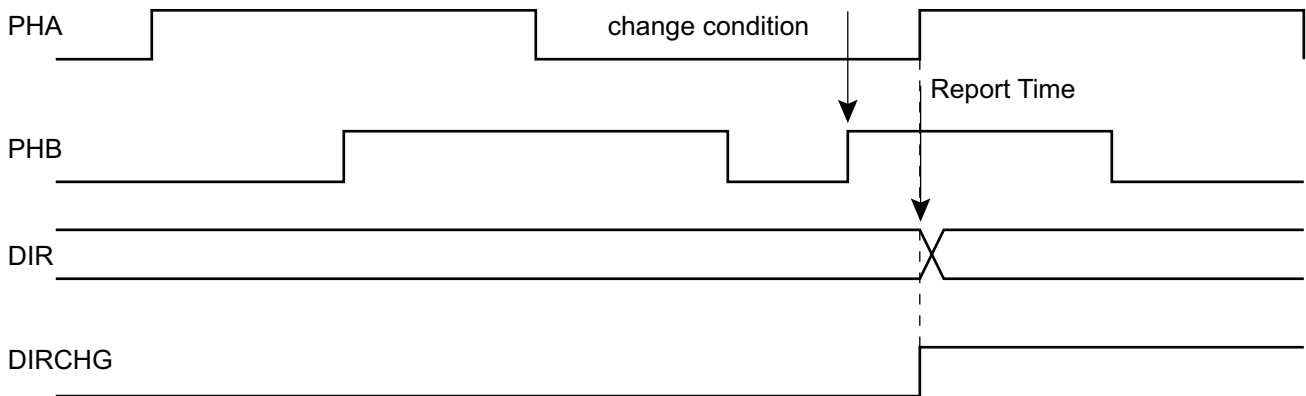 PHA
change condition
Report Time
PHB
DIR
DIRCHG